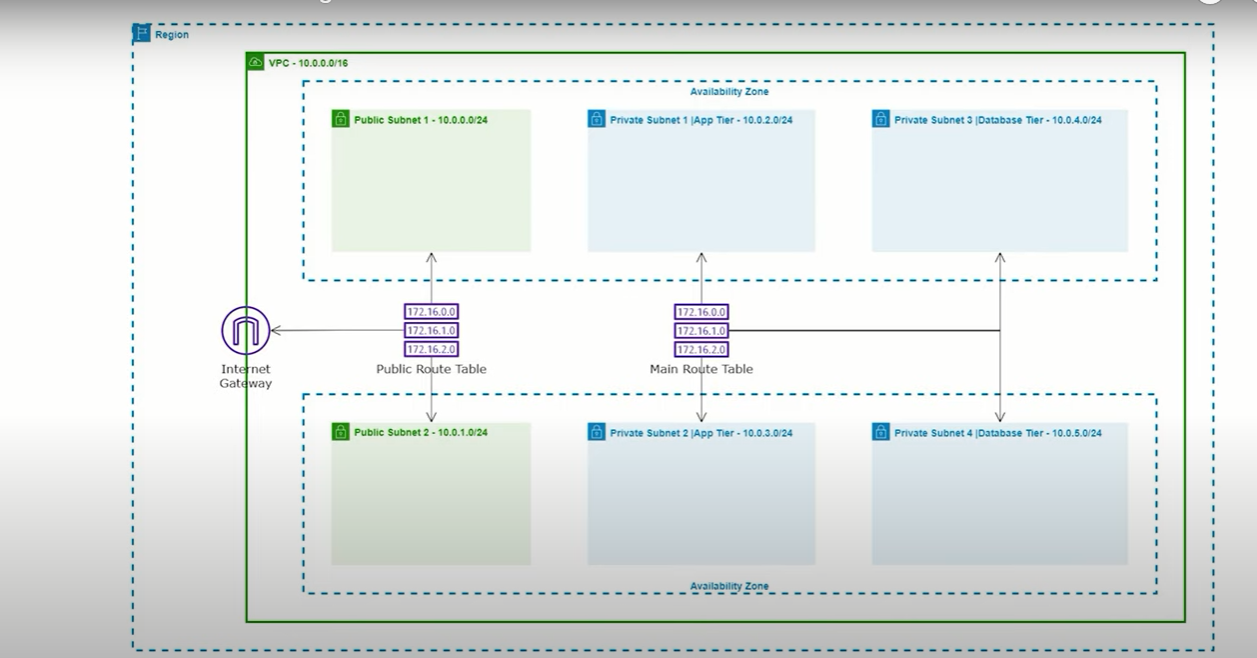 Region
VPC - 10.0.0.0/16
Availability Zone
Public Subnet 1 - 10.0.0.0/24
Private Subnet 1 |App Tier - 10.0.2.0/24
Private Subnet 3 |Database Tier - 10.0.4.0/24
172.16.0.0
172.16.1.0
172.16.2.0
Public Route Table
172.16.0.0
172.16.1.0
172.16.2.0
Main Route Table
Internet
Gateway
Public Subnet 2 - 10.0.1.0/24
Private Subnet 2 |App Tier - 10.0.3.0/24
Private Subnet 4 |Database Tier - 10.0.5.0/24
Availability Zone